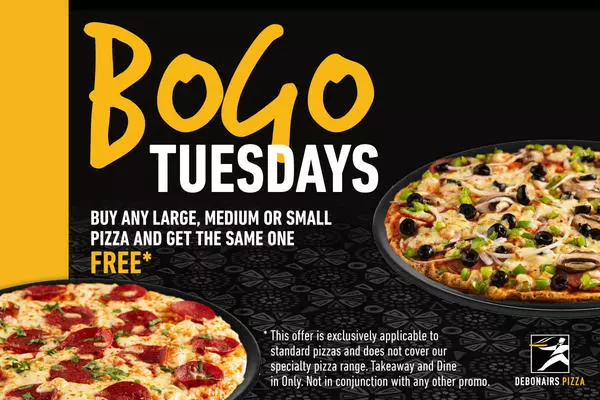 BOGO
TUESDAYS
BUY ANY LARGE, MEDIUM OR SMALL
PIZZA AND GET THE SAME ONE
FREE*
* This offer is exclusively applicable to
standard pizzas and does not cover our
specialty pizza range. Takeaway and Dine
in Only. Not in conjunction with any other promo.
DEBONAIRS PIZZA